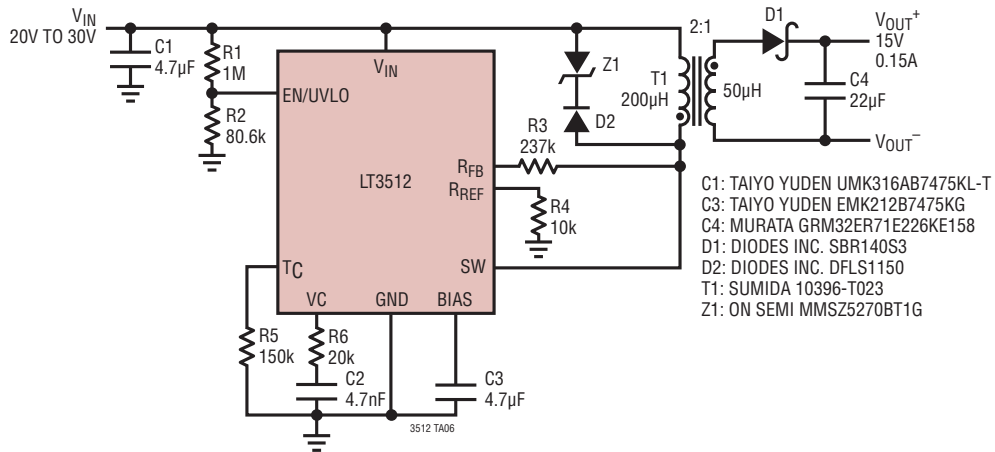 VIN
20V TO 30V
C1
4.7µF
R1
1M
R2
80.6k
EN/UVLO
VIN
LT3512
RFB
RREF
SW
TC
VC
GND
BIAS
R3
237k
R4
10k
Z1
D2
T1
200µH
2:1
50µH
D1
VOUT+
15V
0.15A
C4
22µF
VOUT–
R5
150k
R6
20k
C2
4.7nF
C3
4.7µF
3512 TA06
C1: TAIYO YUDEN UMK316AB7475KL-T
C3: TAIYO YUDEN EMK212B7475KG
C4: MURATA GRM32ER71E226KE158
D1: DIODES INC. SBR140S3
D2: DIODES INC. DFLS1150
T1: SUMIDA 10396-T023
Z1: ON SEMI MMSZ5270BT1G